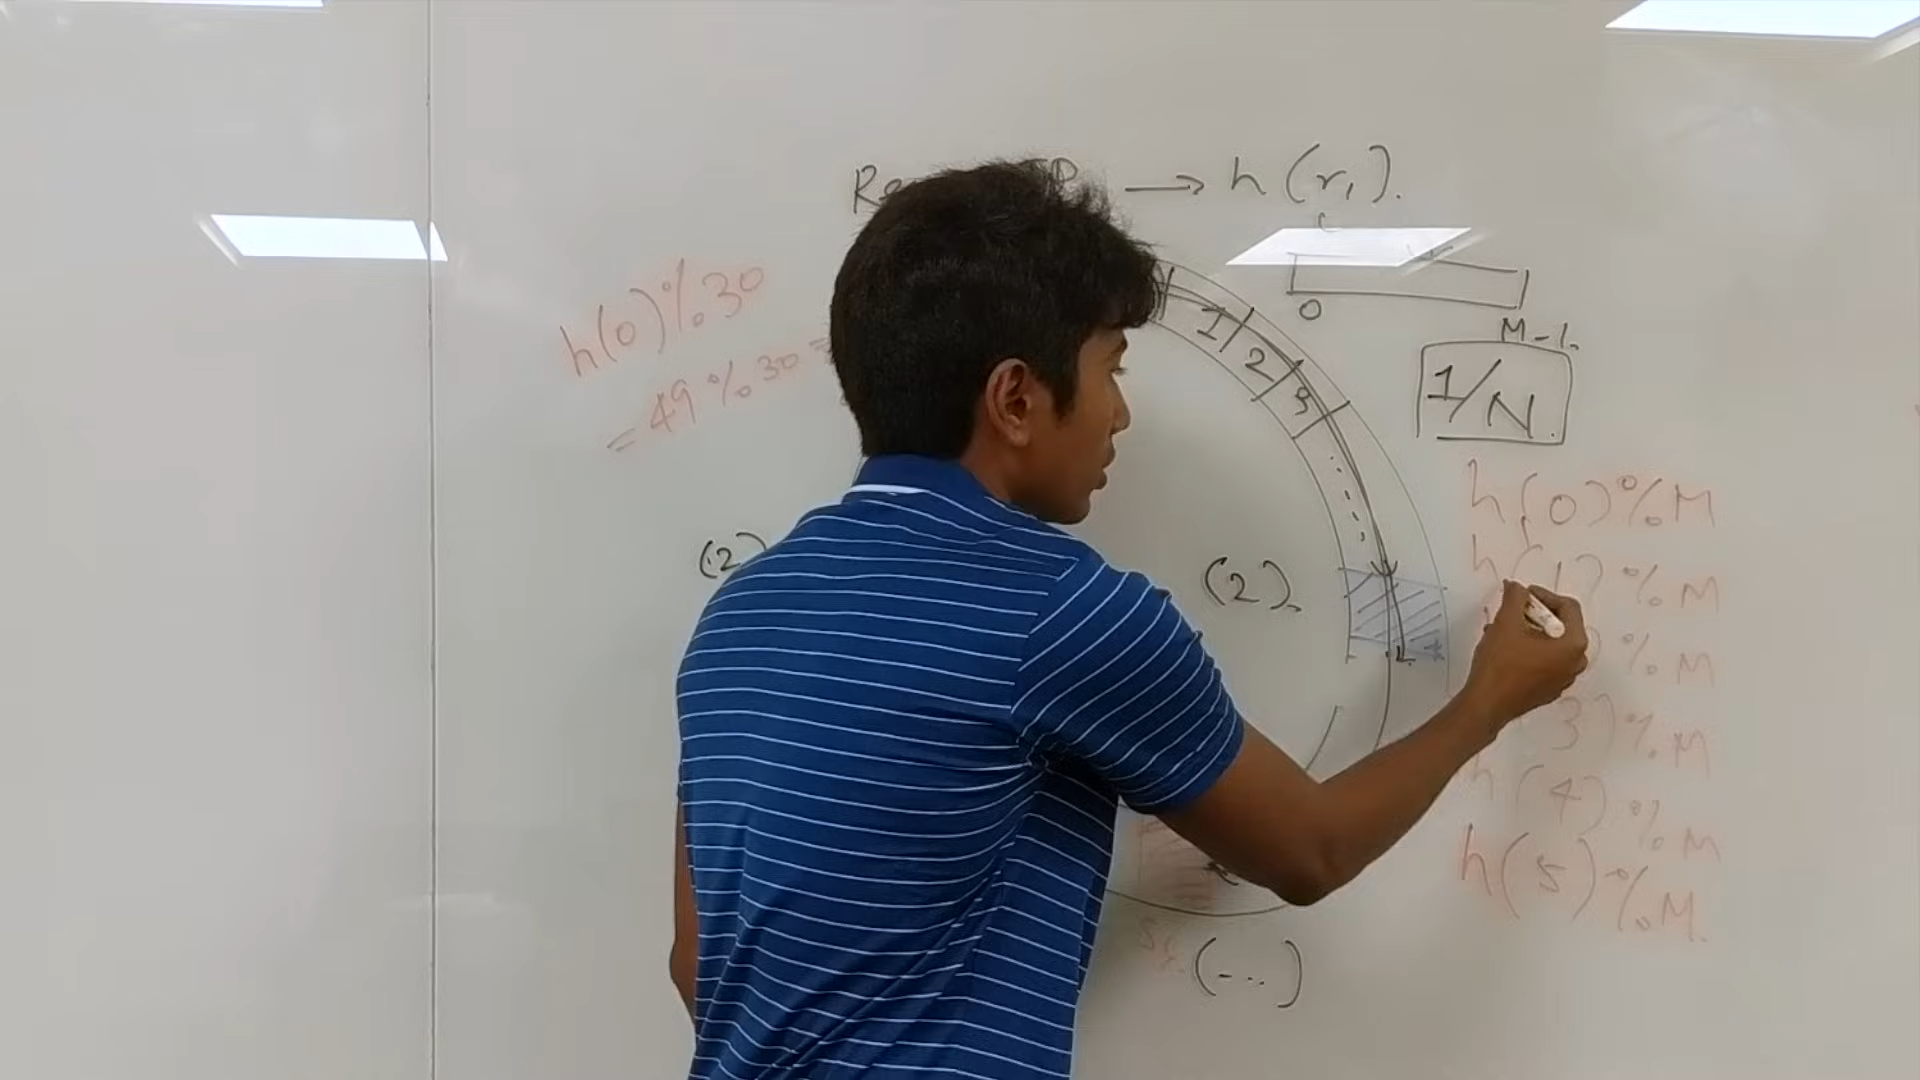 → h(r₁).
0
M-1.
h(0)%30
= 49%30 =
1
2
3
1/N.
h(0)%M
h(1)%M
%M
3)%M
h(4)%M
h(5)%M.
(2)
(2).
(...)